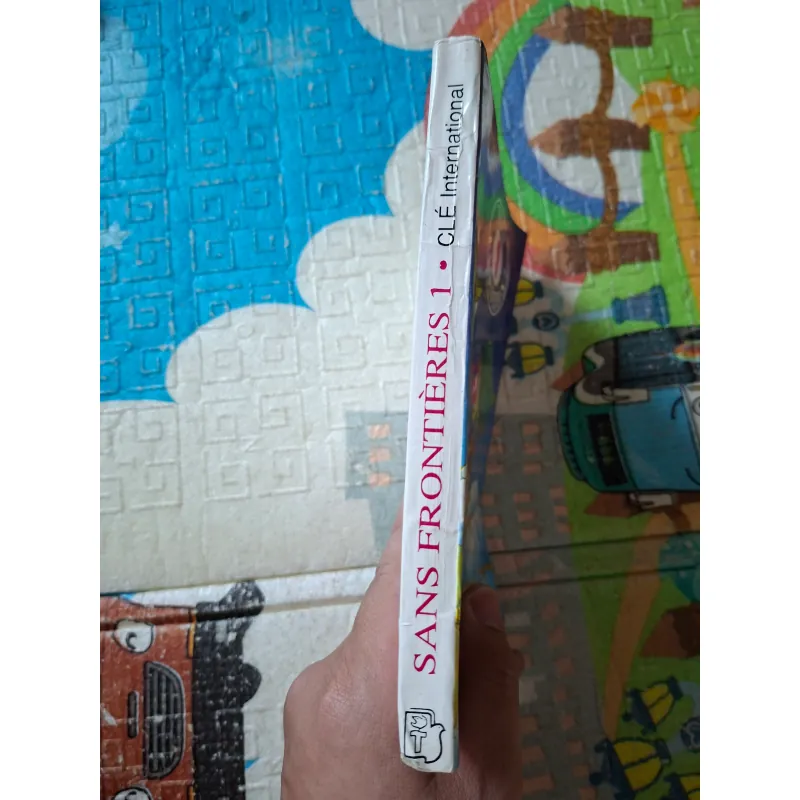 SANS FRONTIÈRES 1 • CLÉ International